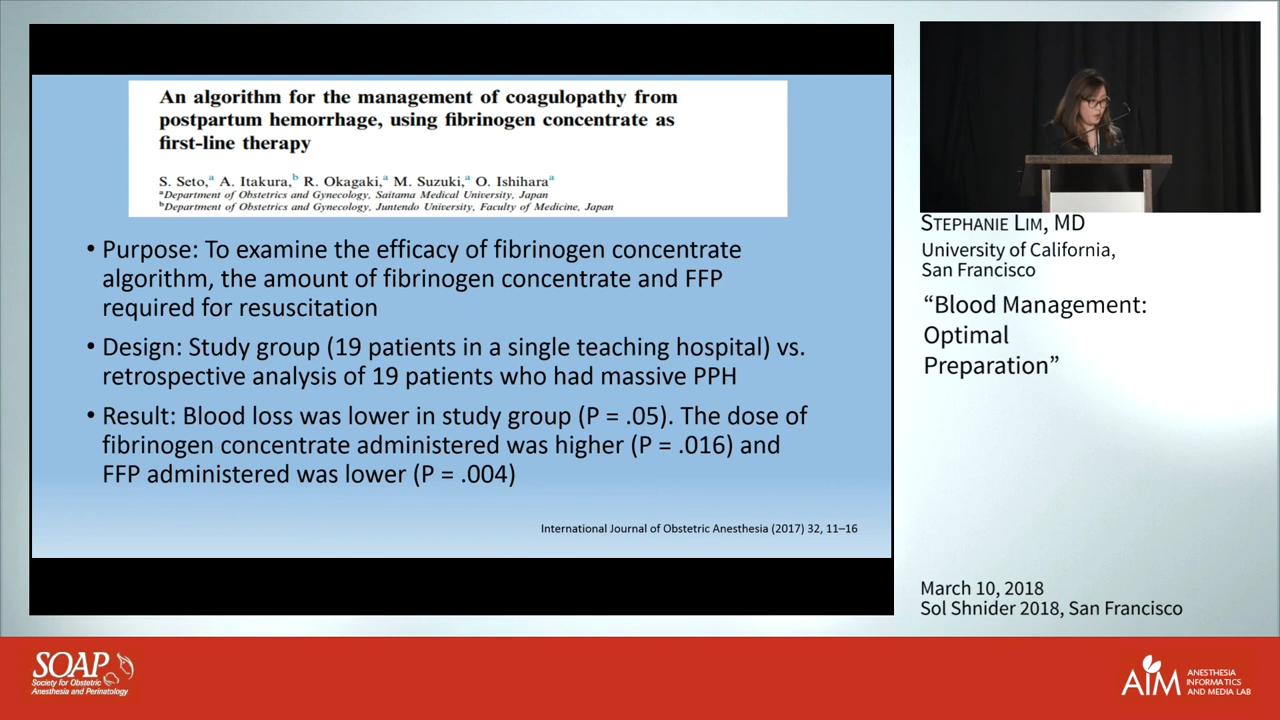 An algorithm for the management of coagulopathy from
postpartum hemorrhage, using fibrinogen concentrate as
first-line therapy
S. Seto,a A. Itakura,b R. Okagaki,a M. Suzuki,a O. Ishiharaa
aDepartment of Obstetrics and Gynecology, Saitama Medical University, Japan
bDepartment of Obstetrics and Gynecology, Juntendo University, Faculty of Medicine, Japan
• Purpose: To examine the efficacy of fibrinogen concentrate
algorithm, the amount of fibrinogen concentrate and FFP
required for resuscitation
• Design: Study group (19 patients in a single teaching hospital) vs.
retrospective analysis of 19 patients who had massive PPH
• Result: Blood loss was lower in study group (P = .05). The dose of
fibrinogen concentrate administered was higher (P = .016) and
FFP administered was lower (P = .004)
International Journal of Obstetric Anesthesia (2017) 32, 11–16
STEPHANIE LIM, MD
University of California,
San Francisco
“Blood Management:
Optimal
Preparation”
March 10, 2018
Sol Shnider 2018, San Francisco
SOAP
Society for Obstetric
Anesthesia and Perinatology
AIM
ANESTHESIA
INFORMATICS
AND MEDIA LAB